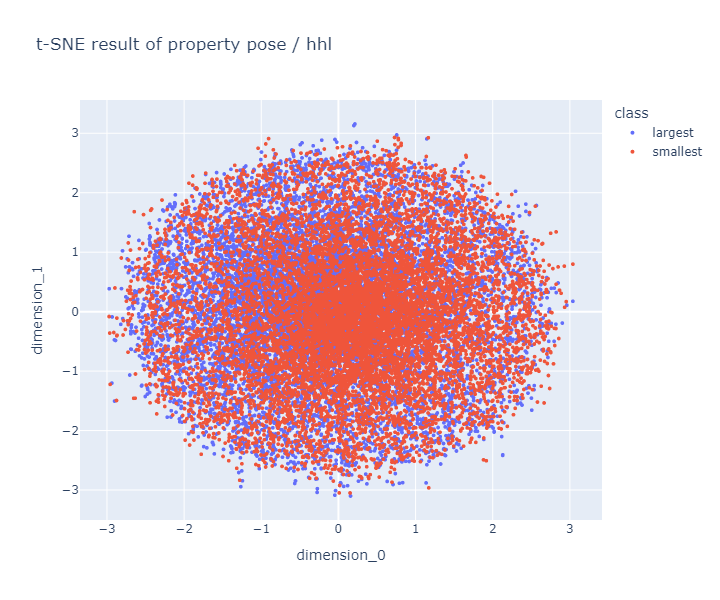 t-SNE result of property pose / hhl
class
largest
smallest
3
2
1
0
−1
−2
−3
dimension_1
−3 −2 −1 0 1 2 3
dimension_0